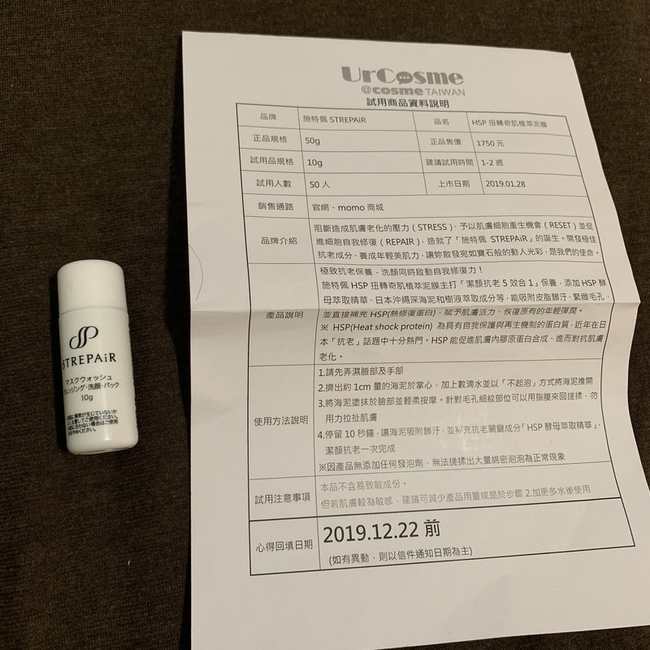 UrCosme
@cosme TAIWAN
試用商品資料說明
品牌 施特佩 STREPAiR 品名 HSP 扭轉奇肌植萃泥膜
正品規格 50g 正品售價 1750 元
試用品規格 10g 建議試用時間 1-2 週
試用人數 50 人 上市日期 2019.01.28
銷售通路 官網、momo 商城
品牌介紹
阻斷造成肌膚老化的壓力 (STRESS)、予以肌膚細胞重生機會 (RESET) 並促
進細胞自我修復 (REPAIR)，造就了「施特佩 STREPAiR」的誕生。開發極佳
抗老成分、養成年輕美肌力，讓妳散發宛如寶石般的動人光彩，是我們的使命。
產品說明
極致抗老保養，洗顏同時啟動自我修復力！
施特佩 HSP 扭轉奇肌植萃泥膜主打「潔顏抗老 5 效合 1」保養，添加 HSP 酵
母萃取精華、日本沖繩深海泥和樹液萃取成分等，能吸附皮脂髒汙、緊緻毛孔，
並直接補充 HSP(熱修復蛋白)，賦予肌膚活力、恢復原有的年輕彈潤。
※ HSP(Heat shock protein) 為具有自我保護與再生機制的蛋白質，近年在日
本「抗老」話題中十分熱門。HSP 能促進肌膚內膠原蛋白合成，進而對抗肌膚
老化。
使用方法說明
1.請先弄濕臉部及手部
2.擠出約 1cm 量的海泥於掌心，加上數滴水並以「不起泡」方式將海泥推開
3.將海泥塗抹於臉部並輕柔按摩。針對毛孔細紋部位可以用指腹來回搓揉，勿
用力拉扯肌膚
4.停留 10 秒鐘，讓海泥吸附髒汙，並補充抗老關鍵成分「HSP 酵母萃取精華」，
潔顏抗老一次完成
※因產品無添加任何發泡劑，無法搓揉出大量綿密泡泡為正常現象
試用注意事項
本品不含易致敏成份。
但若肌膚較為敏感，建議可減少產品用量或是於步驟 2.加更多水後使用
心得回填日期 2019.12.22 前
(如有異動，則以信件通知日期為主)
STREPAiR
マスクウォッシュ
クレンジング・洗顔・パック
10g